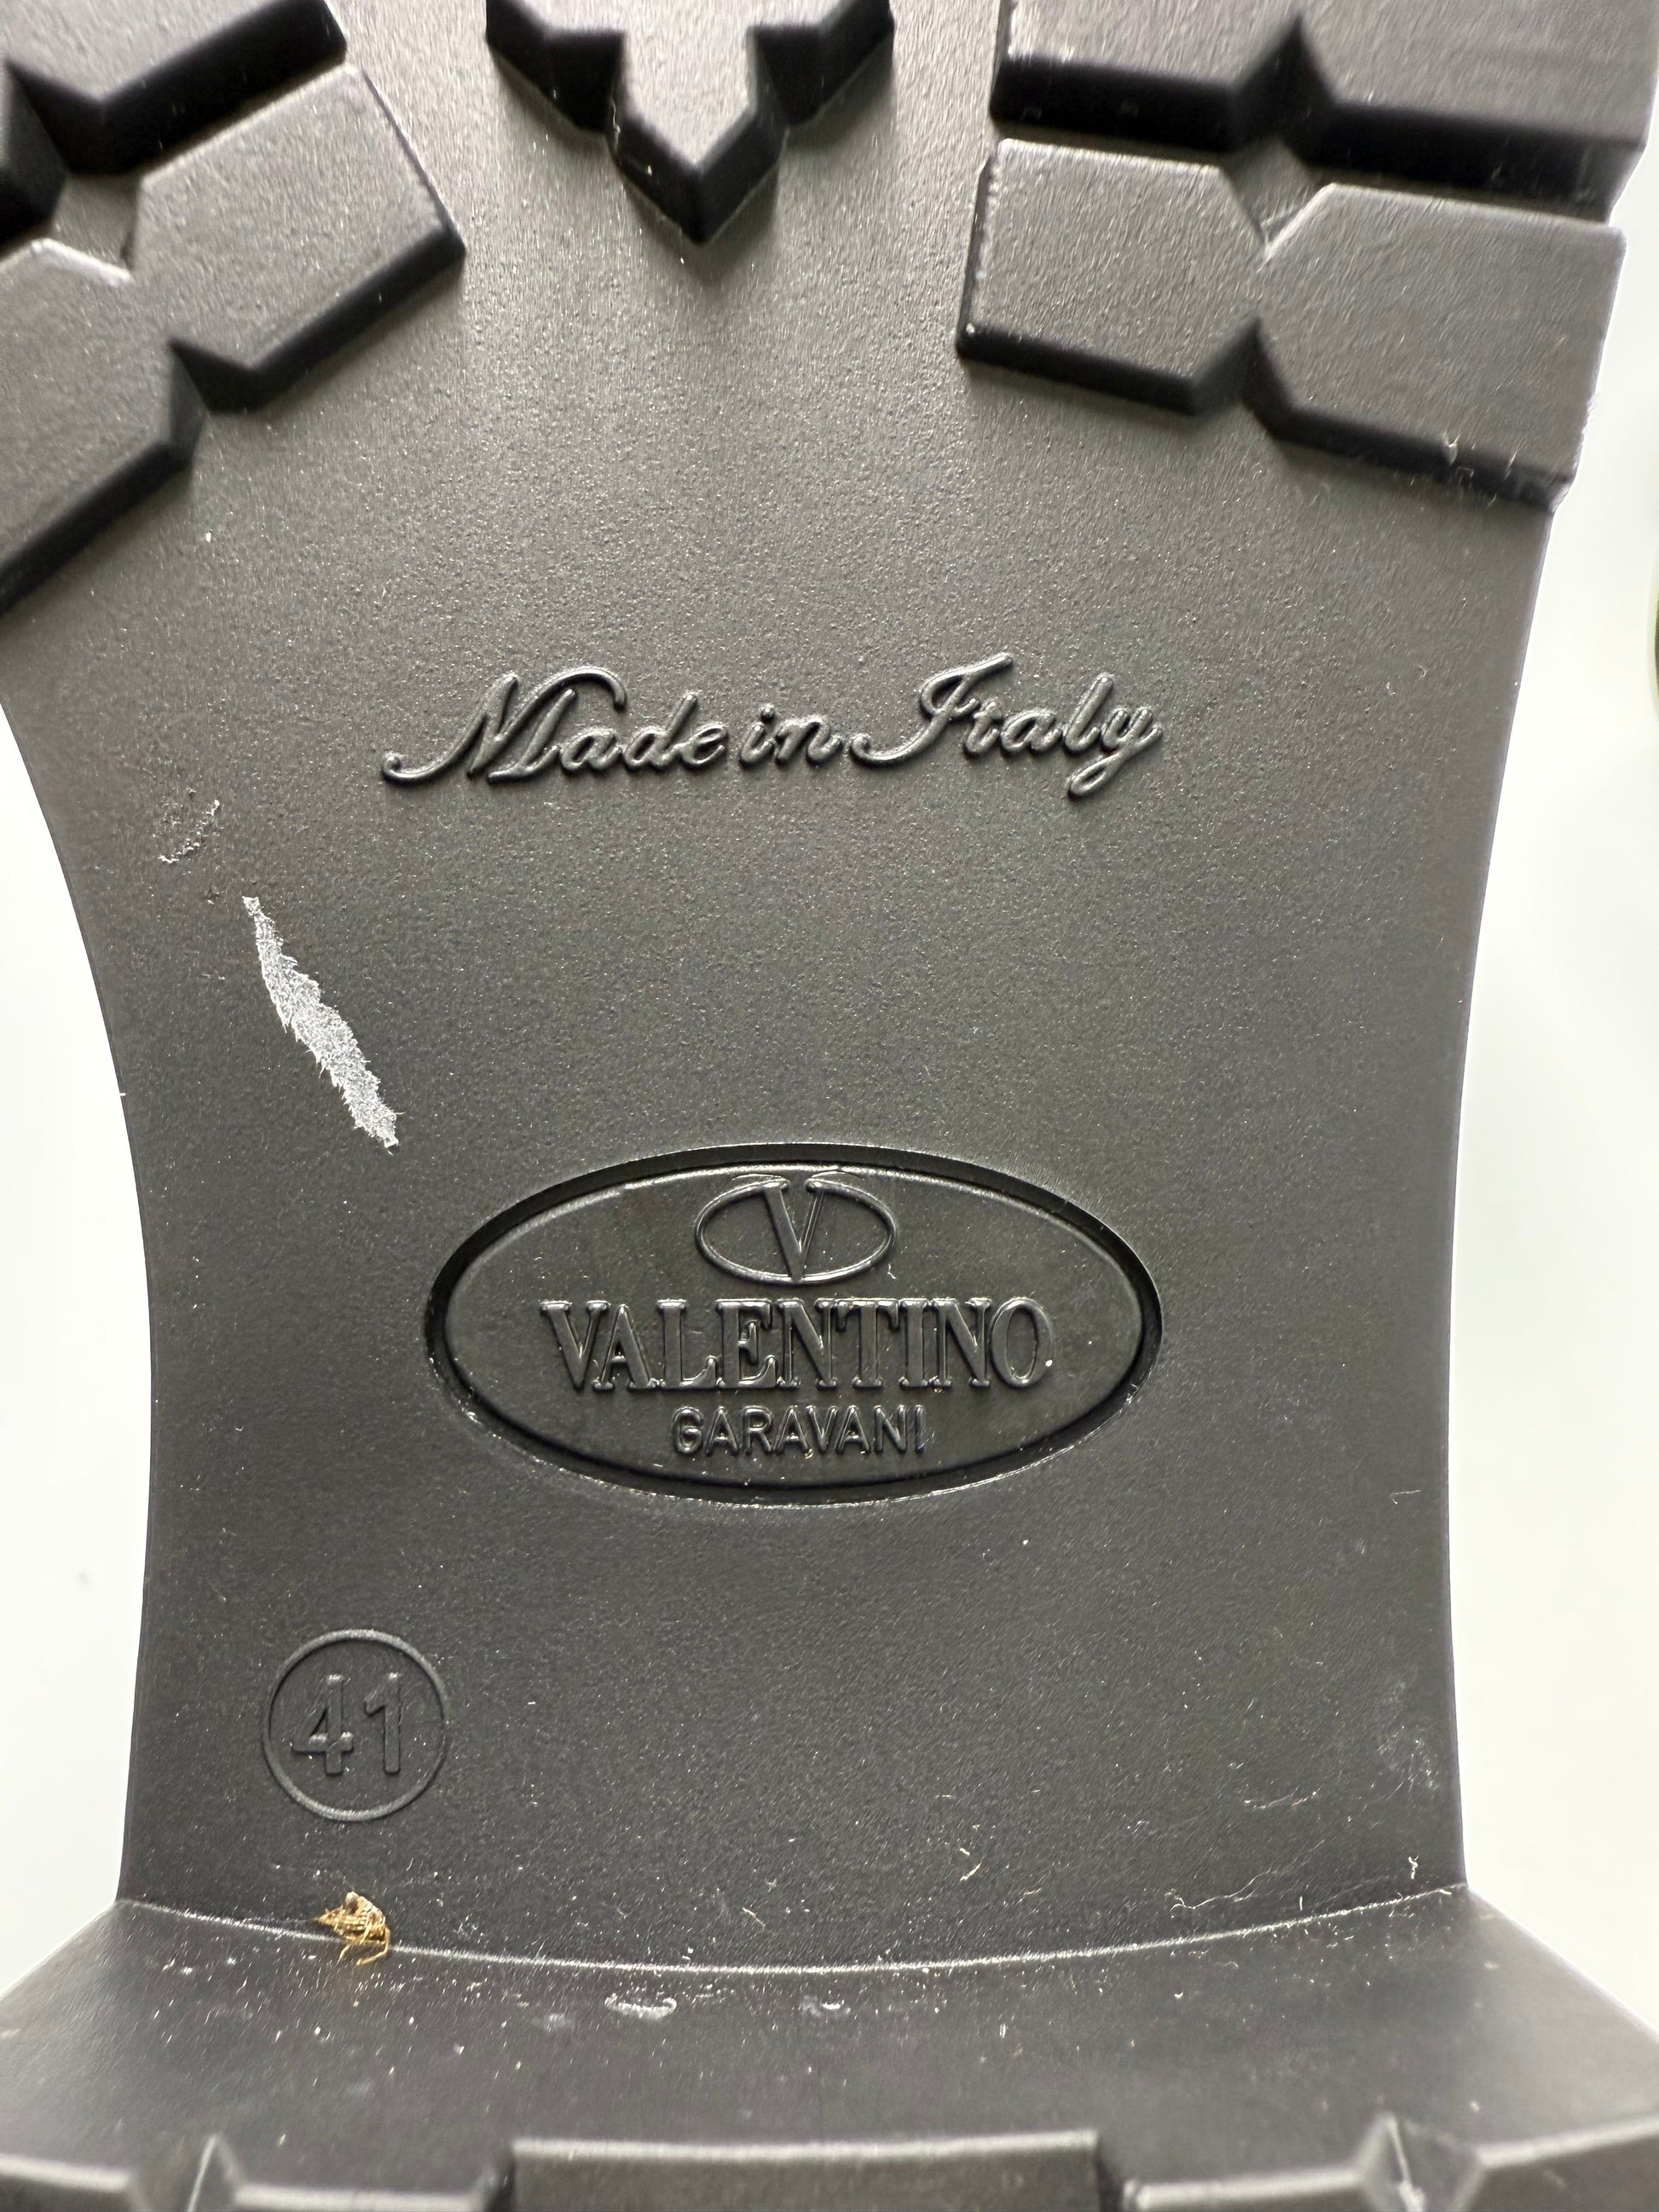 Made in Italy
V
VALENTINO
GARAVANI
41